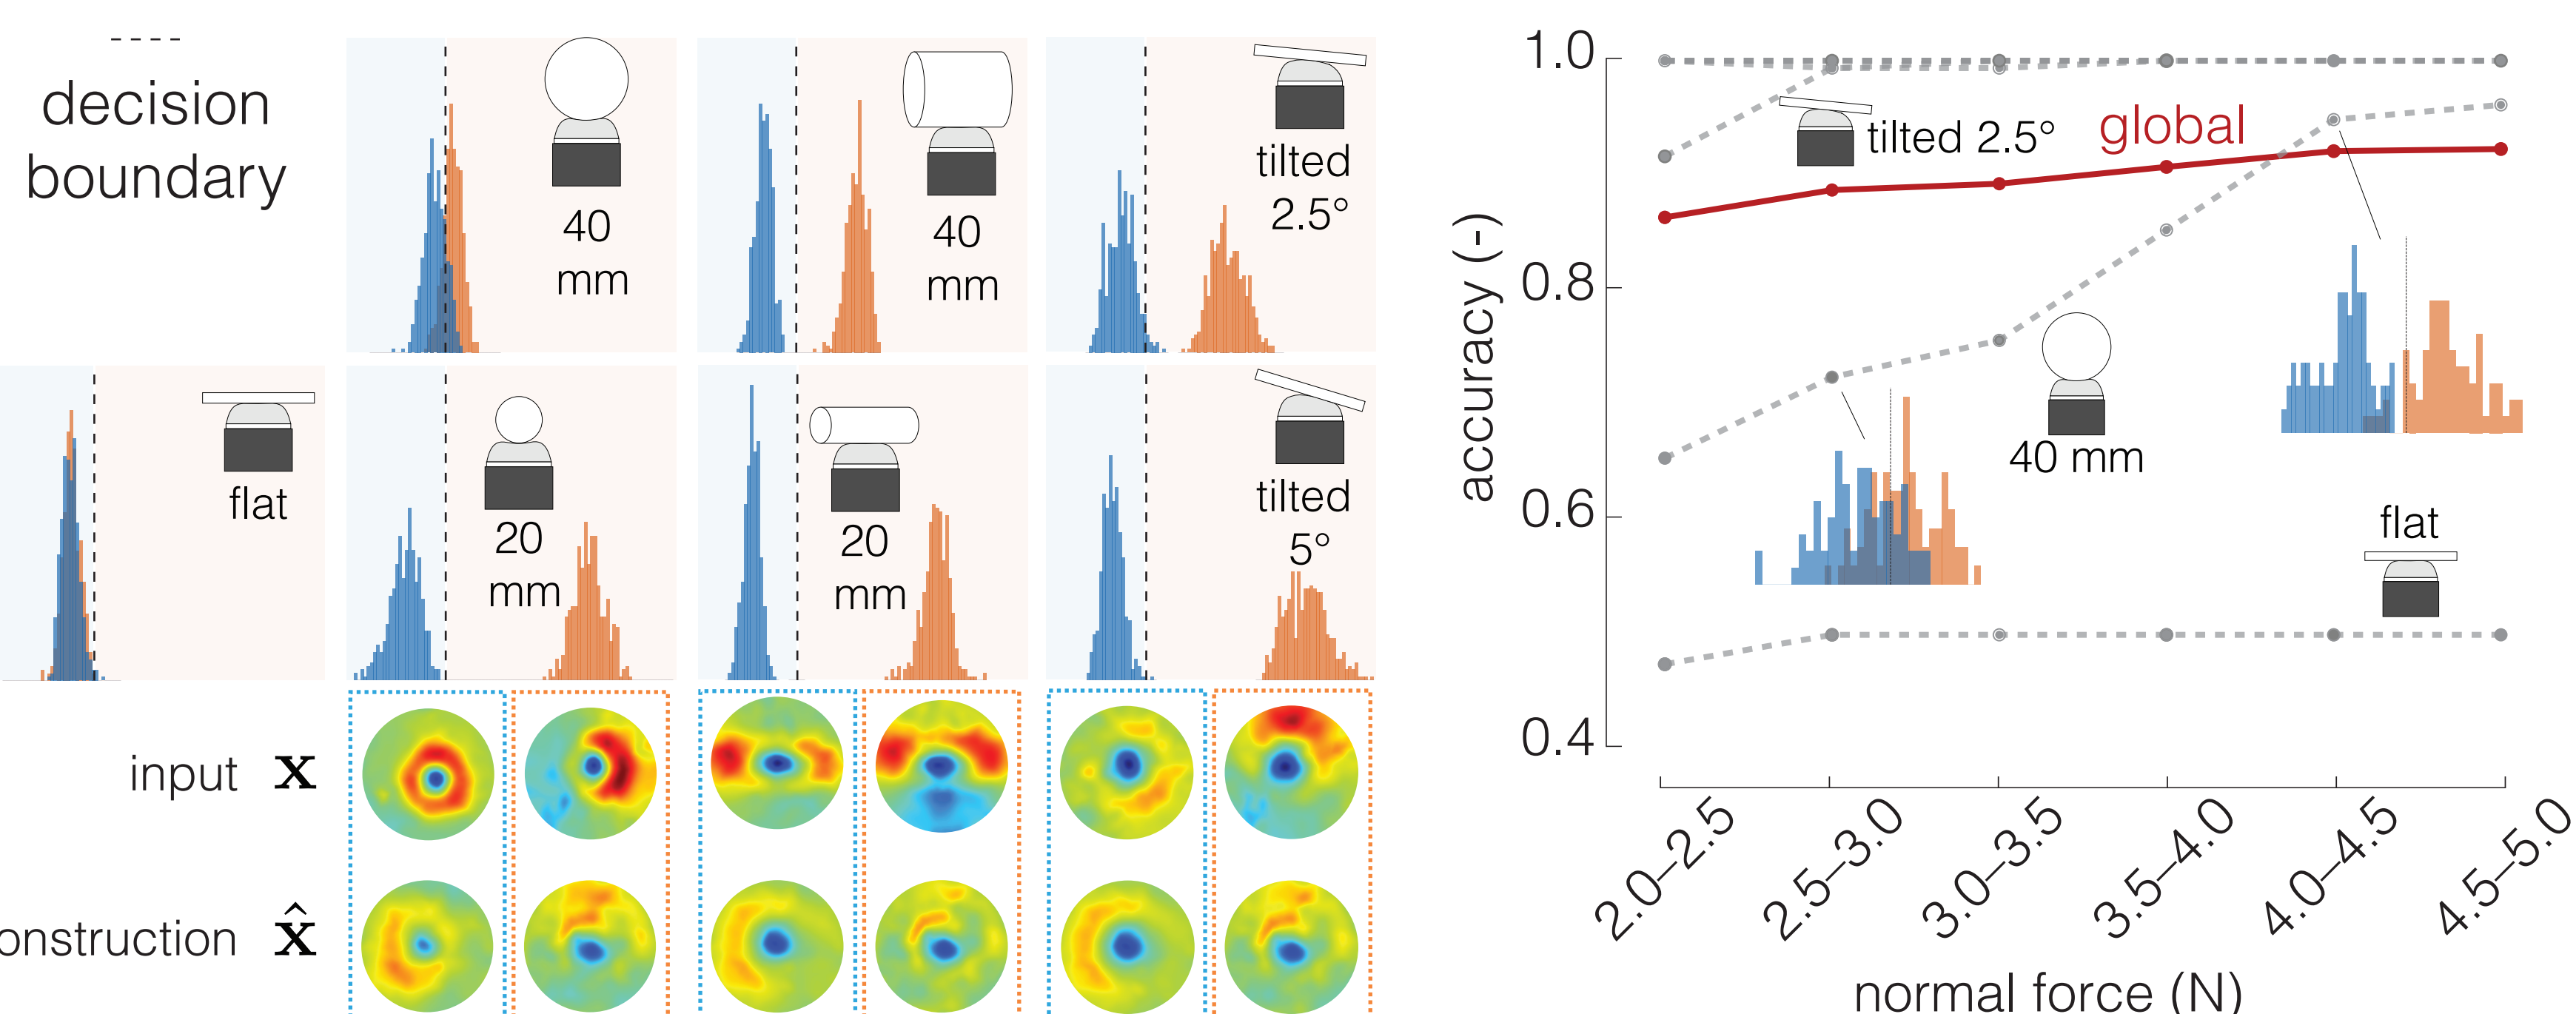 decision
boundary
40
mm
40
mm
tilted
2.5°
flat
20
mm
20
mm
tilted
5°
input x
onstruction x̂
1.0
0.8
0.6
0.4
accuracy (-)
tilted 2.5°
global
40 mm
flat
2.0–2.5
2.5–3.0
3.0–3.5
3.5–4.0
4.0–4.5
4.5–5.0
normal force (N)